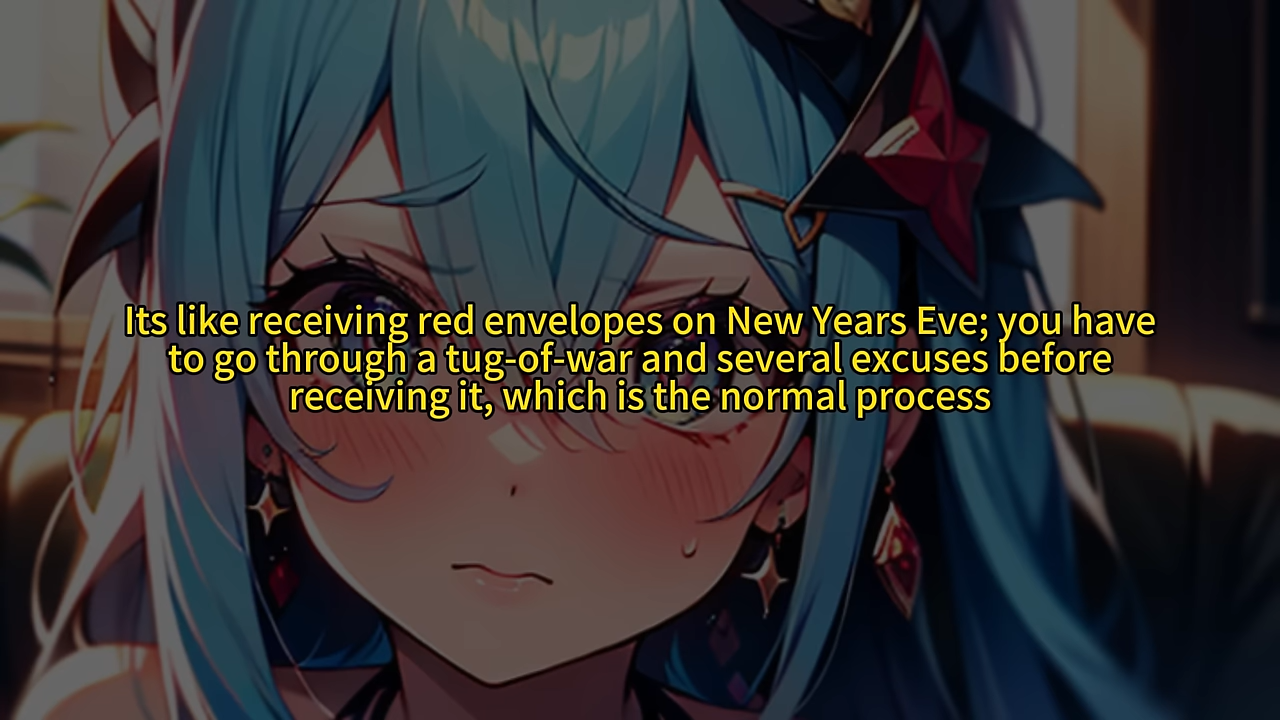 Its like receiving red envelopes on New Years Eve; you have
to go through a tug-of-war and several excuses before
receiving it, which is the normal process